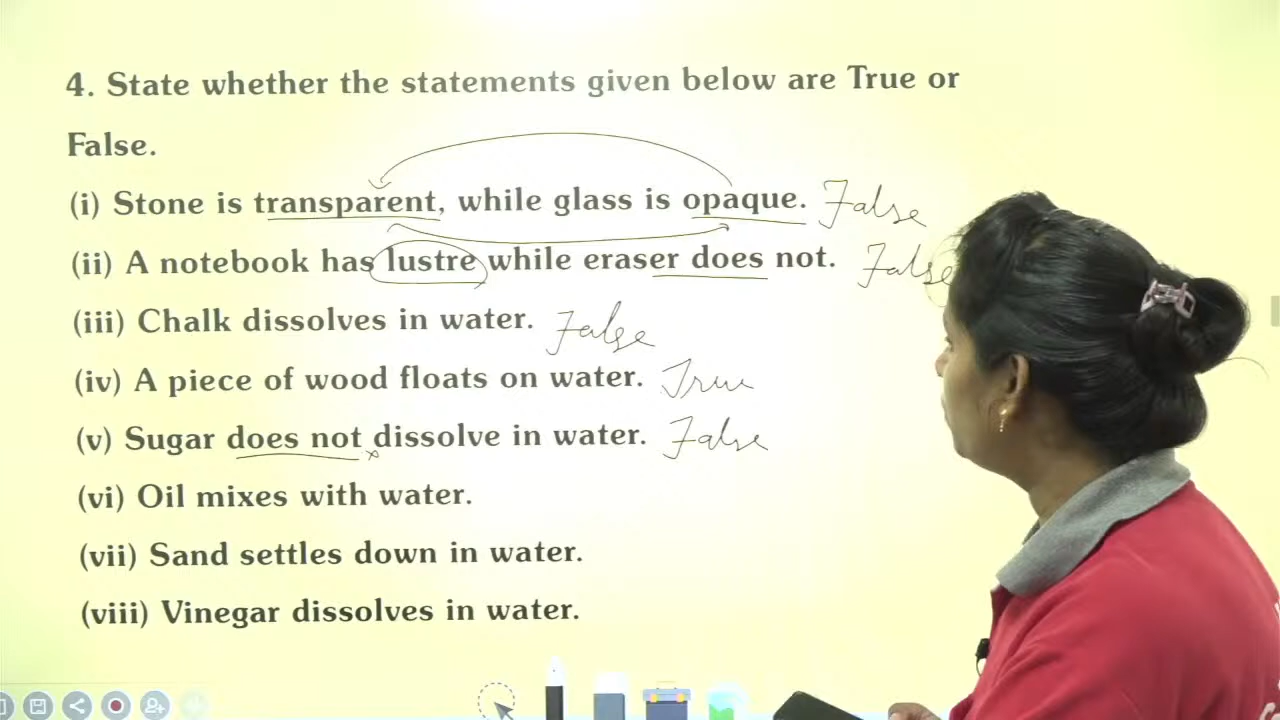 4. State whether the statements given below are True or
False.
(i) Stone is transparent, while glass is opaque. False
(ii) A notebook has lustre while eraser does not. False
(iii) Chalk dissolves in water. False
(iv) A piece of wood floats on water. True
(v) Sugar does not dissolve in water. False
(vi) Oil mixes with water.
(vii) Sand settles down in water.
(viii) Vinegar dissolves in water.